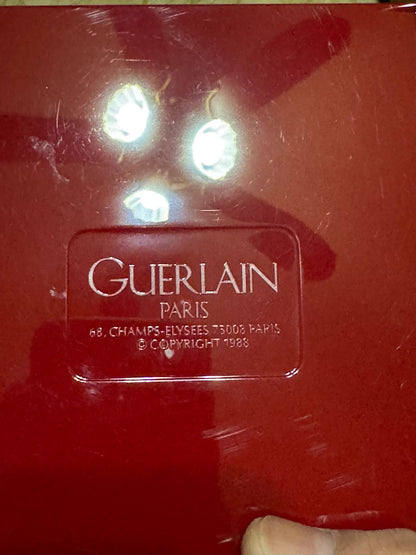 GUERLAIN
PARIS
68, CHAMPS-ELYSEES 75008 PARIS
© COPYRIGHT 1988